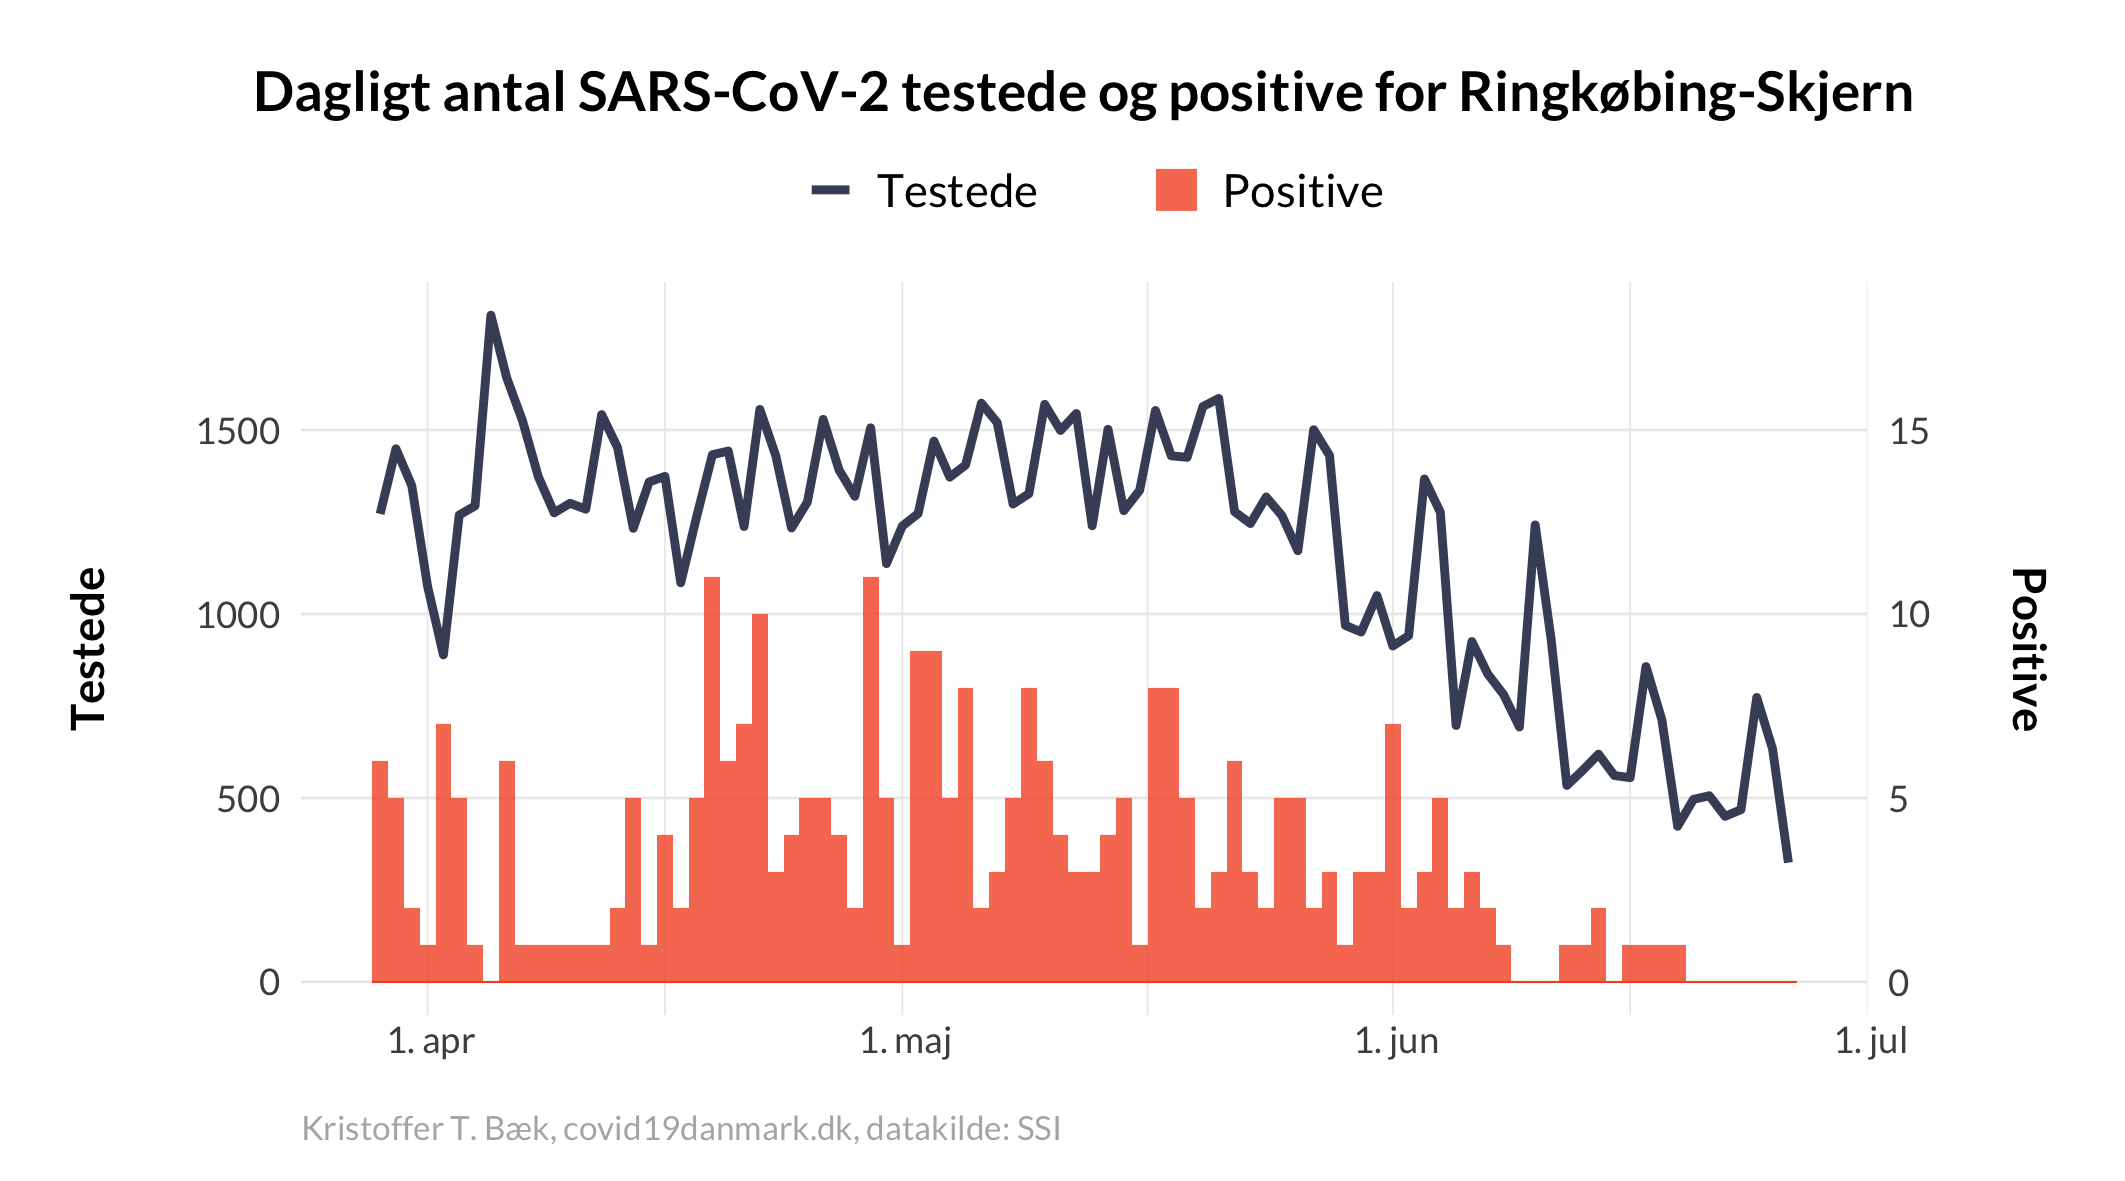 Dagligt antal SARS-CoV-2 testede og positive for Ringkøbing-Skjern
Testede
Positive
Testede
1500
1000
500
0
15
10
5
0
Positive
1. apr
1. maj
1. jun
1. jul
Kristoffer T. Bæk, covid19danmark.dk, datakilde: SSI